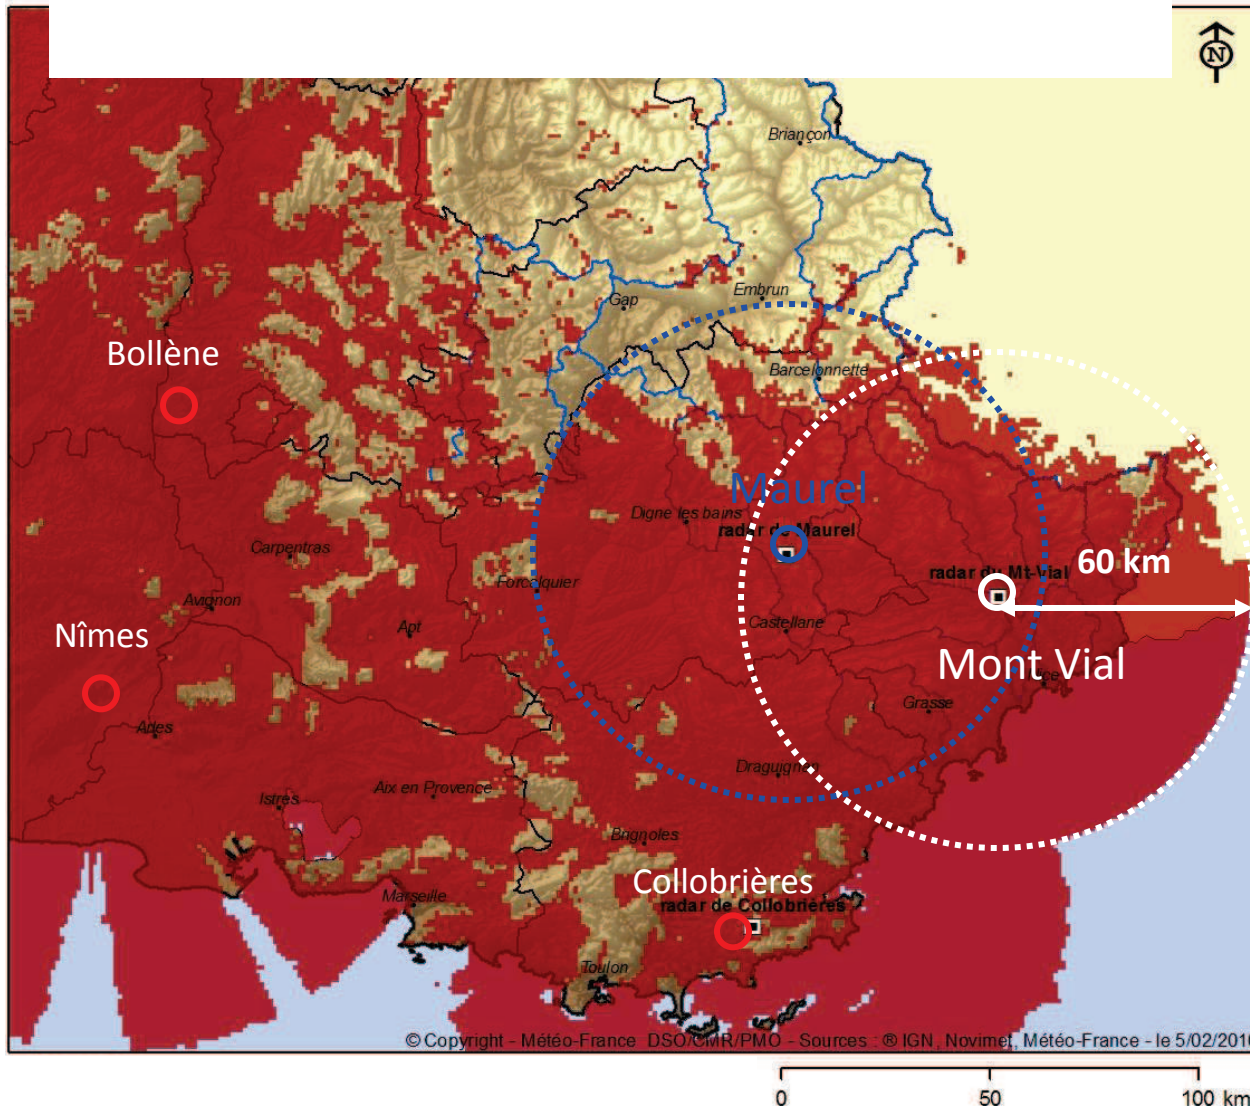 N
Briançon
Gap
Embrun
Bollène
Barcelonnette
Maurel
Digne les bains
radar de Maurel
Carpentras
radar du Mt-Vial
60 km
Forcalquier
Avignon
Apt
Castellane
Nîmes
Mont Vial
Grasse
Arles
Draguignan
Aix en Provence
Istres
Brignoles
Collobrières
radar de Collobrières
Marseille
Toulon
© Copyright - Météo-France DSO/CMR/PMO - Sources : ® IGN, Novimet, Météo-France - le 5/02/2010
0 50 100 km